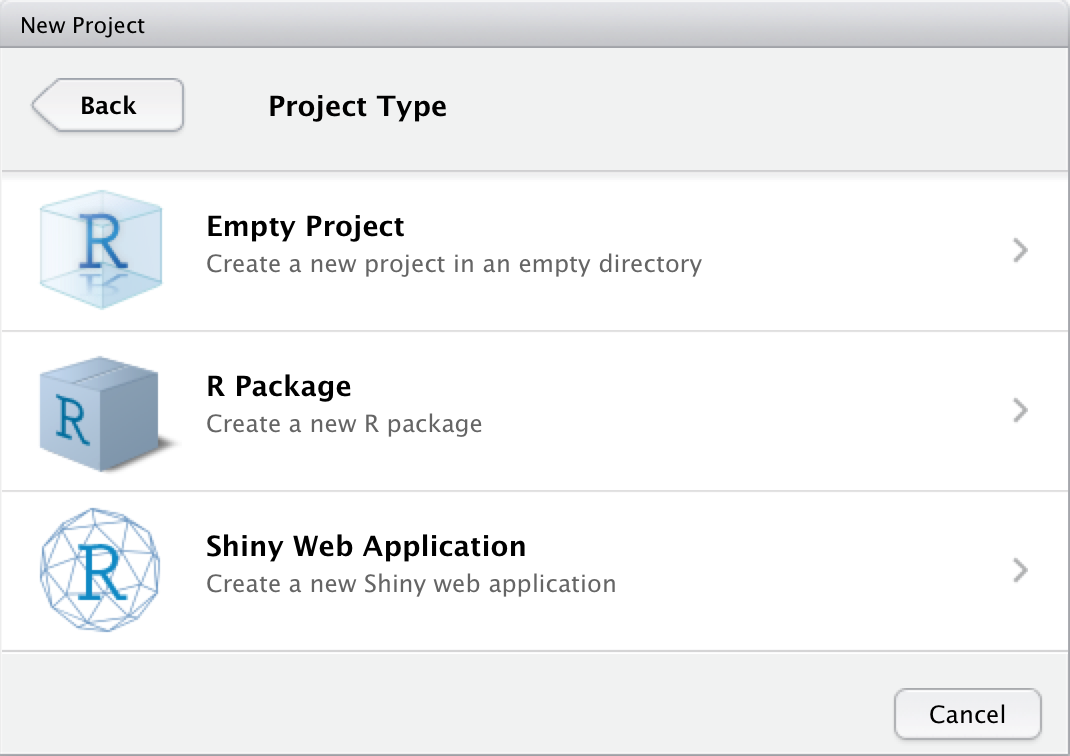 New Project
Back
Project Type
R
Empty Project
Create a new project in an empty directory
R
R Package
Create a new R package
R
Shiny Web Application
Create a new Shiny web application
Cancel